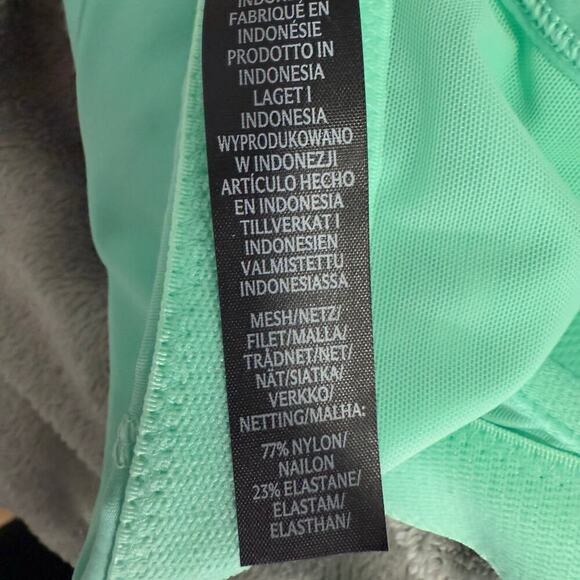 FABRIQUÉ EN
INDONÉSIE
PRODOTTO IN
INDONESIA
LAGET I
INDONESIA
WYPRODUKOWANO
W INDONEZJI
ARTÍCULO HECHO
EN INDONESIA
TILLVERKAT I
INDONESIEN
VALMISTETTU
INDONESIASSA
MESH/NETZ/
FILET/MALLA/
TRÅDNET/NET/
NÄT/SIATKA/
VERKKO/
NETTING/MALHA:
77% NYLON/
NAILON
23% ELASTANE/
ELASTAM/
ELASTHAN/